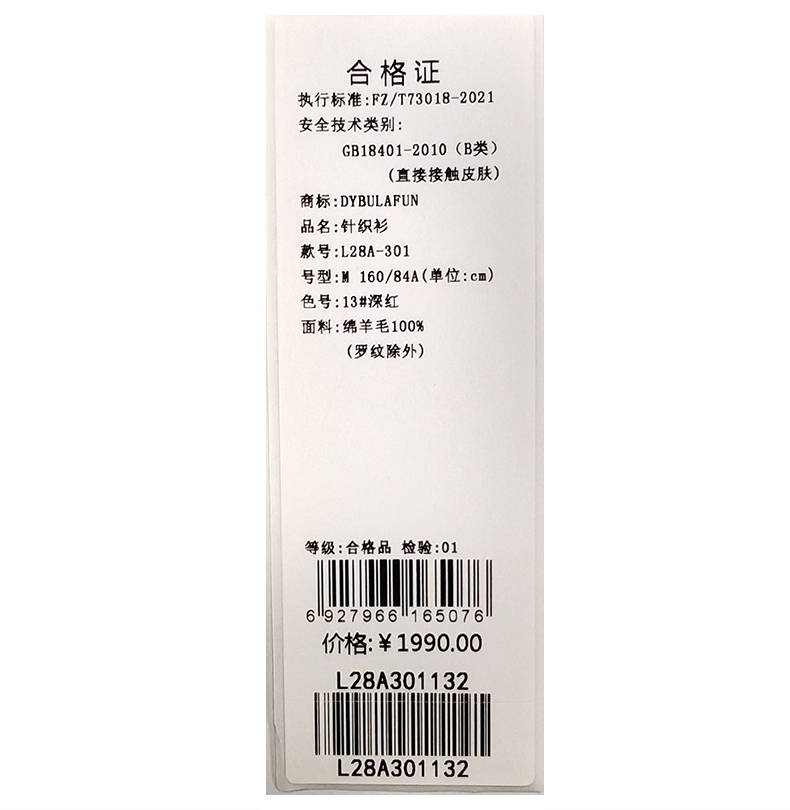 合格证
执行标准:FZ/T73018-2021
安全技术类别:
GB18401-2010（B类）
(直接接触皮肤)
商标:DYBULAFUN
品名:针织衫
款号:L28A-301
号型:M 160/84A(单位:cm)
色号:13#深红
面料:绵羊毛100%
(罗纹除外)
等级:合格品 检验:01
6 927966 165076
价格:¥1990.00
L28A301132
L28A301132